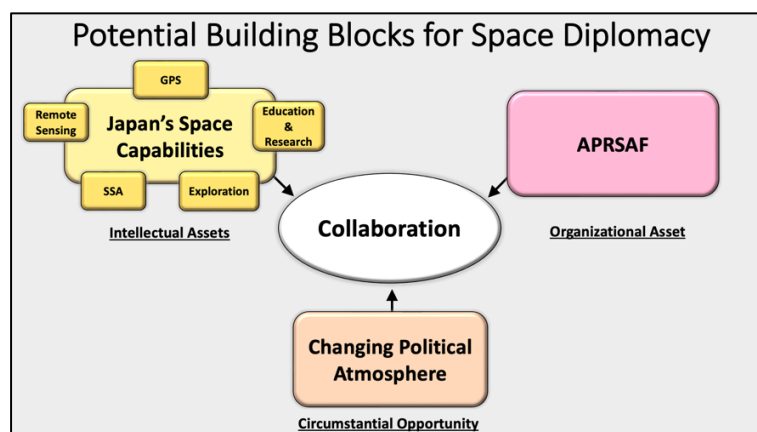 Potential Building Blocks for Space Diplomacy
GPS
Remote
Sensing
Education
&
Research
Japan's Space
Capabilities
SSA
Exploration
Intellectual Assets
APRSAF
Organizational Asset
Collaboration
Changing Political
Atmosphere
Circumstantial Opportunity